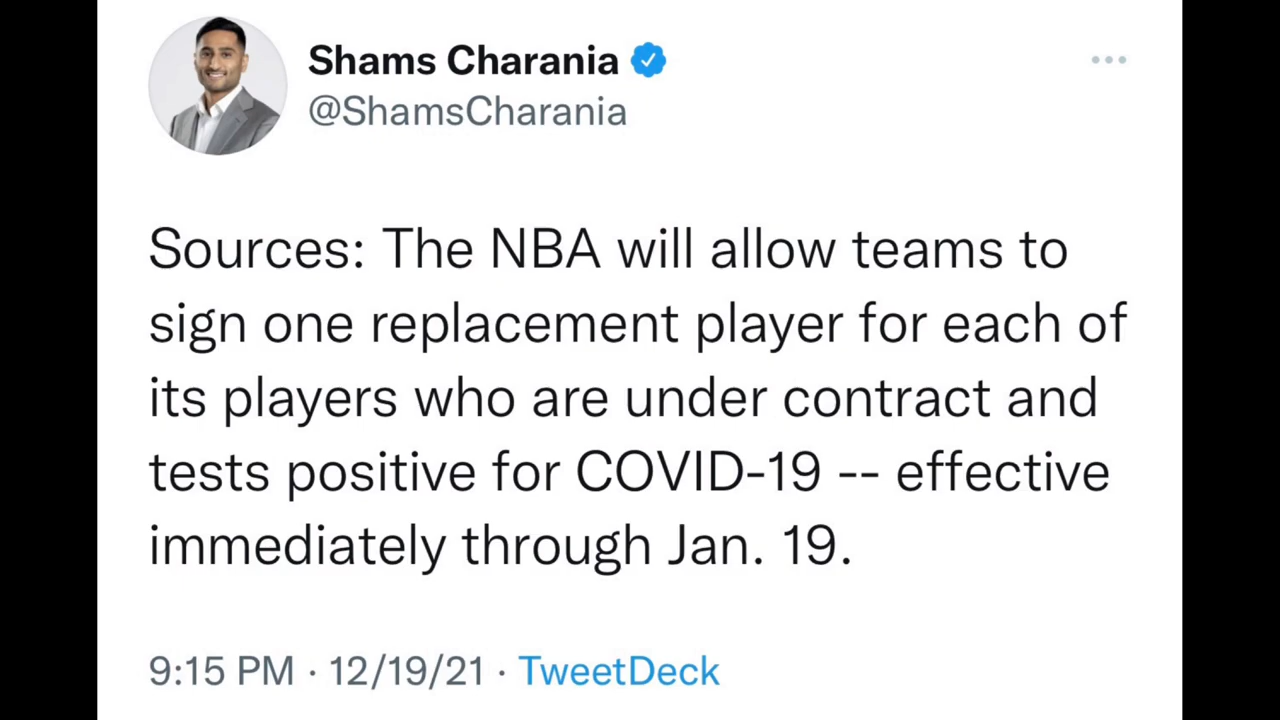 Shams Charania
@ShamsCharania
Sources: The NBA will allow teams to
sign one replacement player for each of
its players who are under contract and
tests positive for COVID-19 -- effective
immediately through Jan. 19.
9:15 PM · 12/19/21 · TweetDeck